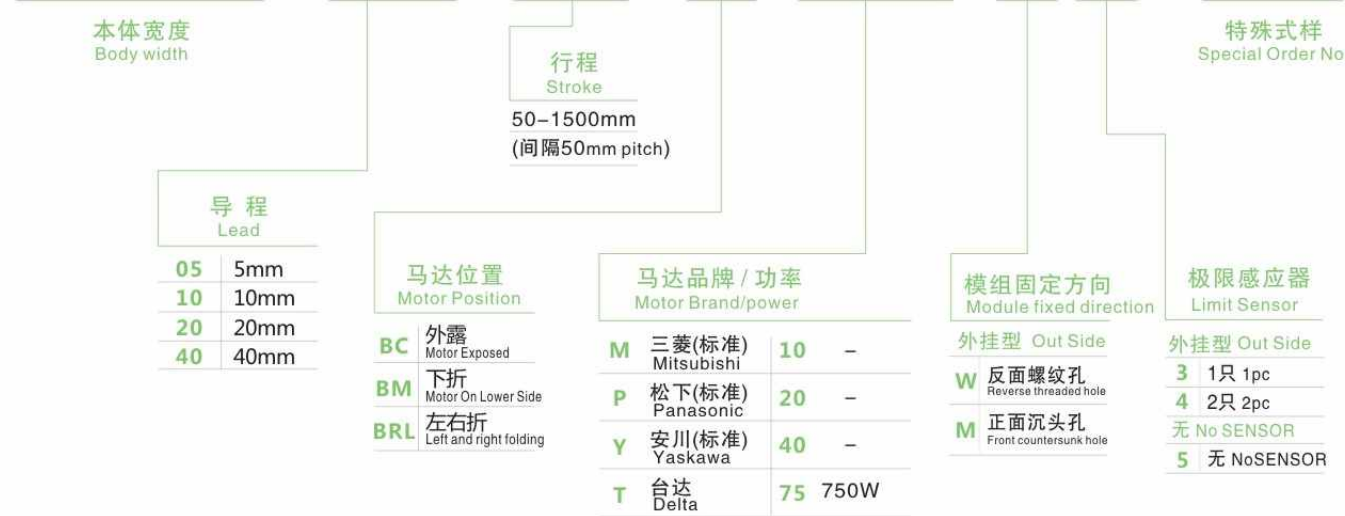 本体宽度
Body width
特殊式样
Special Order No
行程
Stroke
50–1500mm
(间隔50mm pitch)
导 程
Lead
05 5mm
10 10mm
20 20mm
40 40mm
马达位置
Motor Position
BC 外露
Motor Exposed
BM 下折
Motor On Lower Side
BRL 左右折
Left and right folding
马达品牌 / 功率
Motor Brand/power
M 三菱(标准) 10 –
Mitsubishi
P 松下(标准) 20 –
Panasonic
Y 安川(标准) 40 –
Yaskawa
T 台达 75 750W
Delta
模组固定方向
Module fixed direction
外挂型 Out Side
W 反面螺纹孔
Reverse threaded hole
M 正面沉头孔
Front countersunk hole
极限感应器
Limit Sensor
外挂型 Out Side
3 1只 1pc
4 2只 2pc
无 No SENSOR
5 无 NoSENSOR